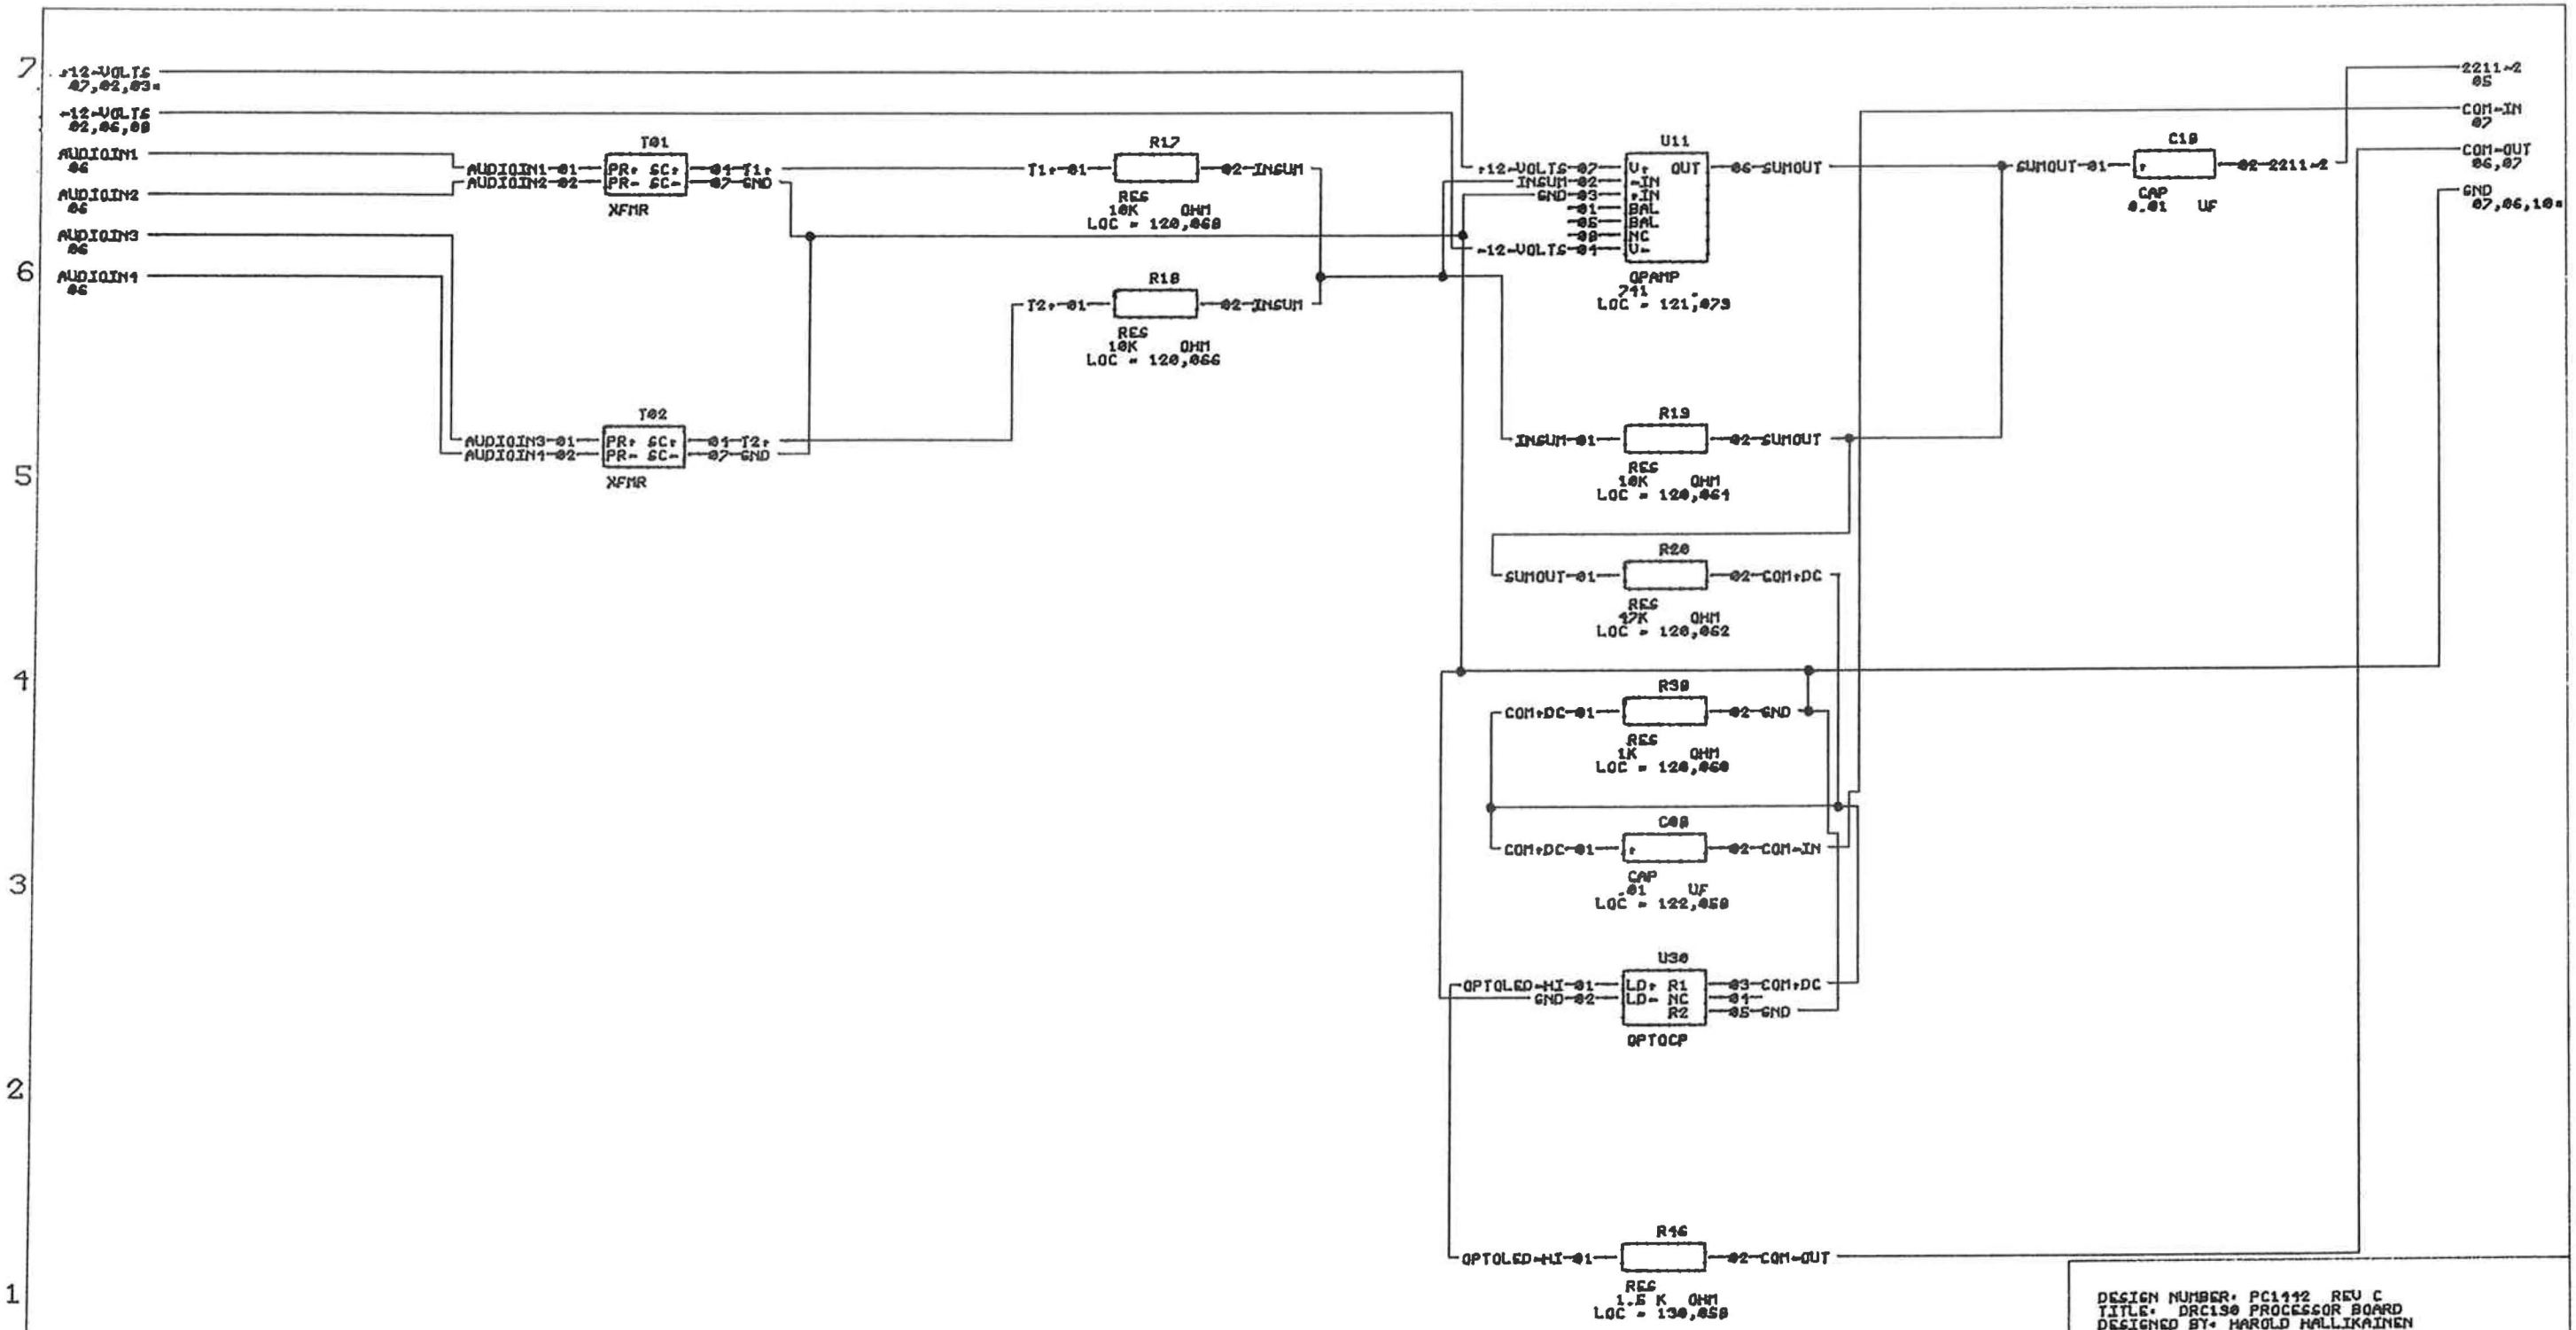 7
+12-VOLTS
07,02,03*
-12-VOLTS
02,06,08
AUDIOIN1
06
AUDIOIN2
06
AUDIOIN3
06
AUDIOIN4
06
6
5
4
3
2
1
T01
AUDIOIN1-01 PR+ SC+ 04-T1+
AUDIOIN2-02 PR- SC- 07-GND
XFMR
T02
AUDIOIN3-01 PR+ SC+ 04-T2+
AUDIOIN4-02 PR- SC- 07-GND
XFMR
R17
T1+-01 02-INSUM
RES
10K OHM
LOC = 120,068
R18
T2+-01 02-INSUM
RES
10K OHM
LOC = 120,066
U11
+12-VOLTS-07 V+ OUT 06-SUMOUT
INSUM-02 -IN
GND-03 +IN
01 BAL
05 BAL
08 NC
-12-VOLTS-04 V-
OPAMP
741
LOC = 121,073
R19
INSUM-01 02-SUMOUT
RES
10K OHM
LOC = 120,064
R20
SUMOUT-01 02-COM+DC
RES
47K OHM
LOC = 120,062
R39
COM+DC-01 02-GND
RES
1K OHM
LOC = 120,060
COM+DC-01 + 02-COM-IN
CAP
.01 UF
LOC = 122,058
U30
OPTOLED-HI-01 LD+ R1 03-COM+DC
GND-02 LD- NC 04
R2 05-GND
OPTOCP
R46
OPTOLED-HI-01 02-COM-OUT
RES
1.5 K OHM
LOC = 130,058
SUMOUT-01 + 02-2211-2
CAP
0.01 UF
2211-2
05
COM-IN
07
COM-OUT
06,07
GND
07,06,10*
DESIGN NUMBER: PC1442 REV C
TITLE: DRC190 PROCESSOR BOARD
DESIGNED BY: HAROLD HALLIKAINEN